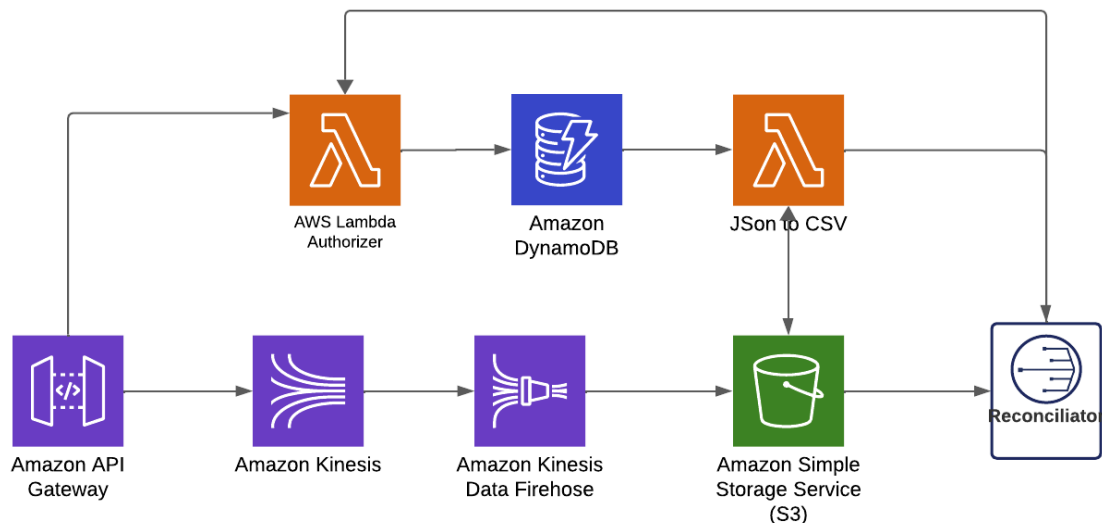 AWS Lambda
Authorizer
Amazon
DynamoDB
JSon to CSV
</>
Amazon API
Gateway
Amazon Kinesis
Amazon Kinesis
Data Firehose
Amazon Simple
Storage Service
(S3)
Reconciliator